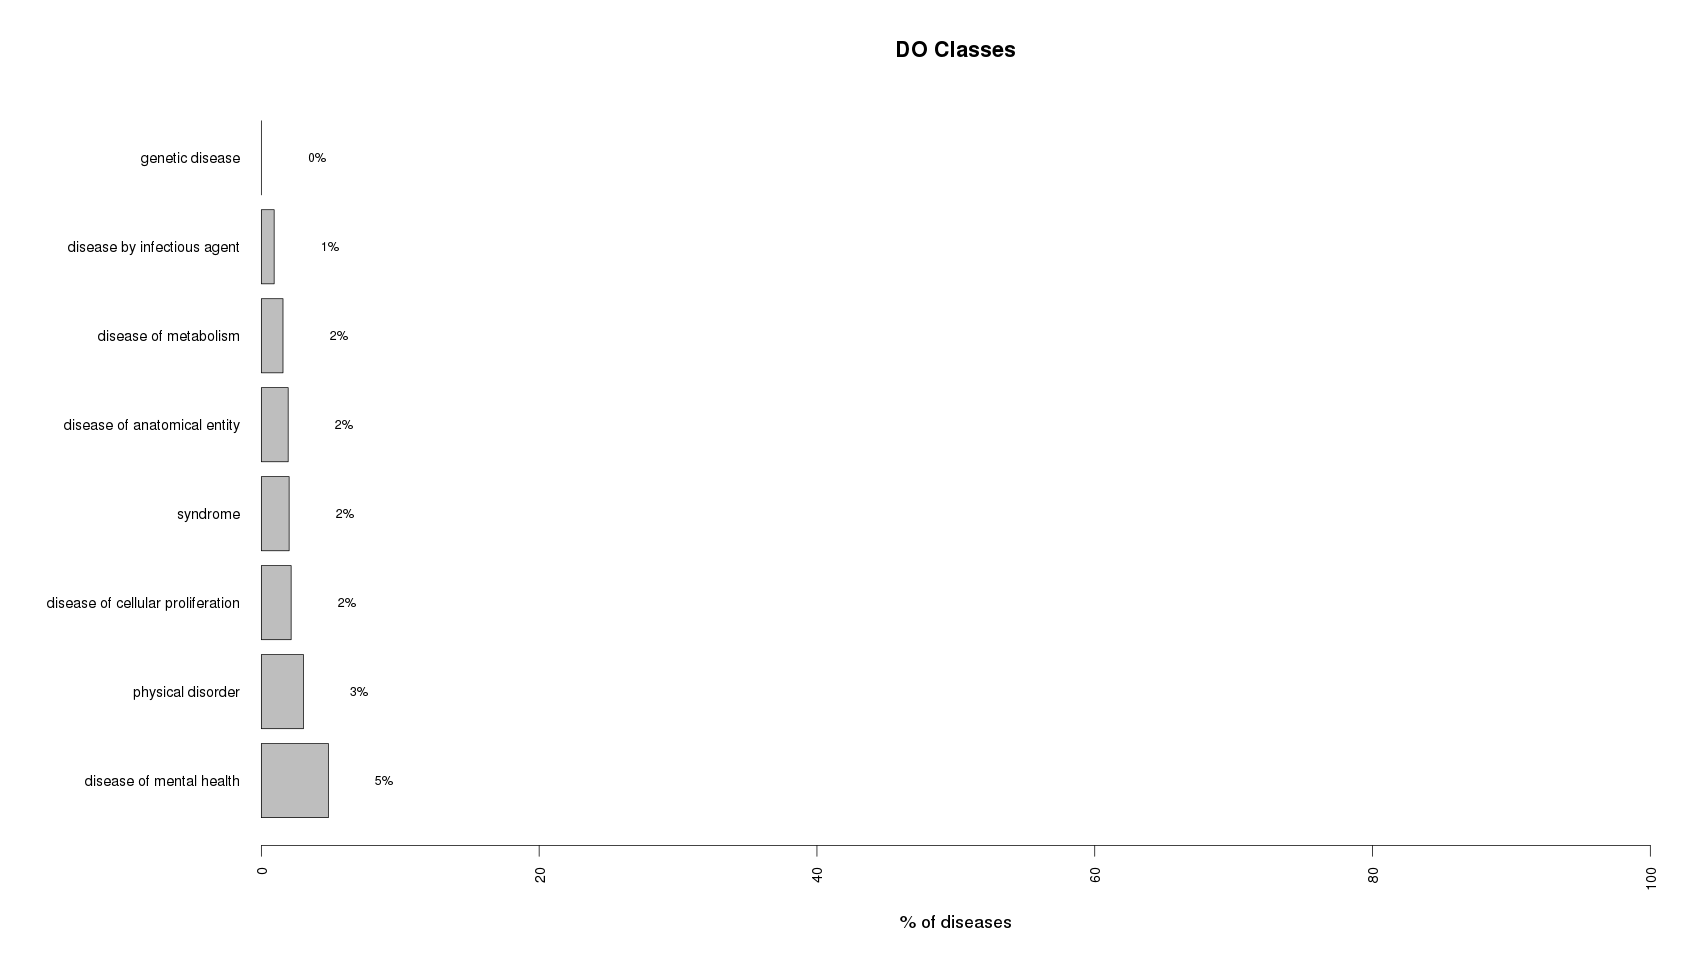 DO Classes
genetic disease 0%
disease by infectious agent 1%
disease of metabolism 2%
disease of anatomical entity 2%
syndrome 2%
disease of cellular proliferation 2%
physical disorder 3%
disease of mental health 5%
0 20 40 60 80 100
% of diseases